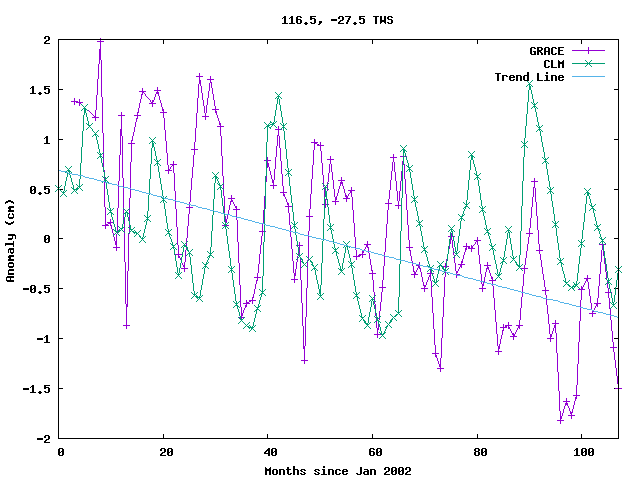 116.5, -27.5 TWS
GRACE
CLM
Trend Line
2
1.5
1
0.5
0
-0.5
-1
-1.5
-2
Anomaly (cm)
0 20 40 60 80 100
Months since Jan 2002